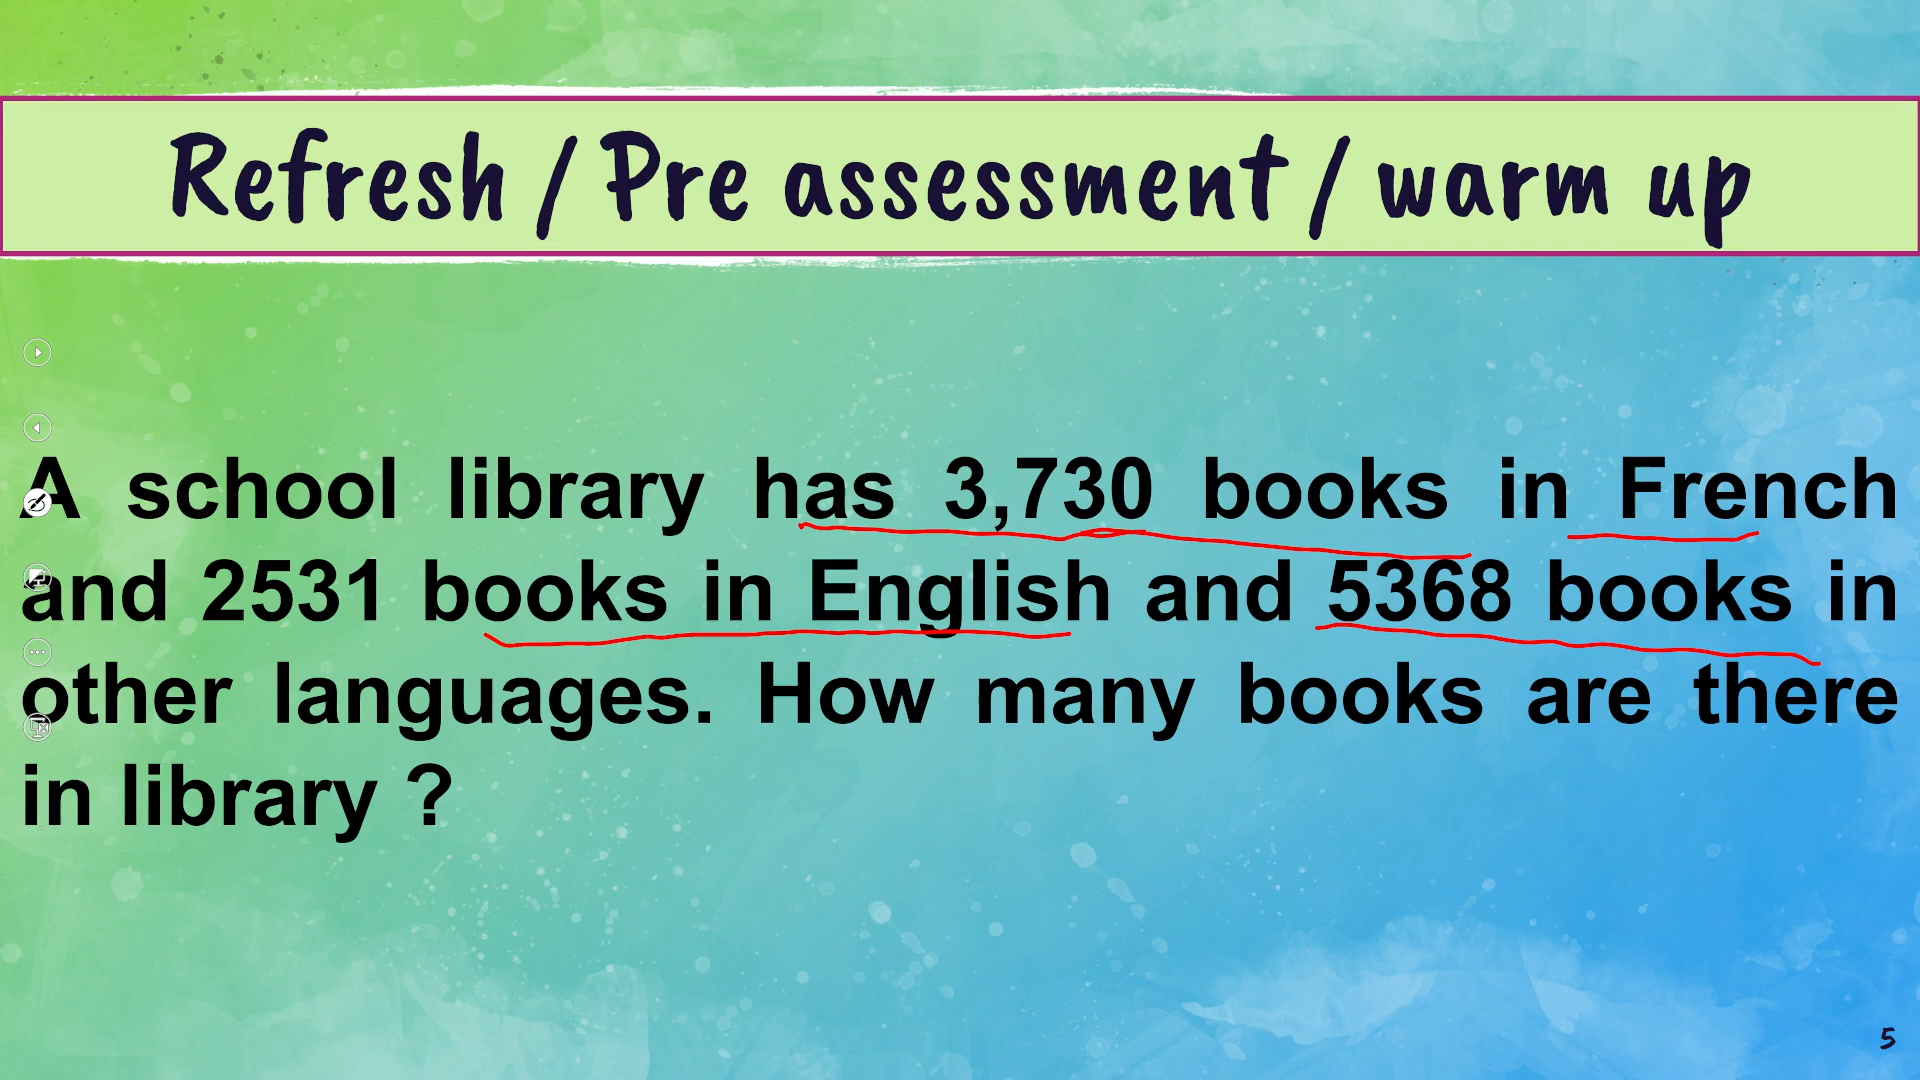 Refresh / Pre assessment / warm up
A school library has 3,730 books in French
and 2531 books in English and 5368 books in
other languages. How many books are there
in library ?
5